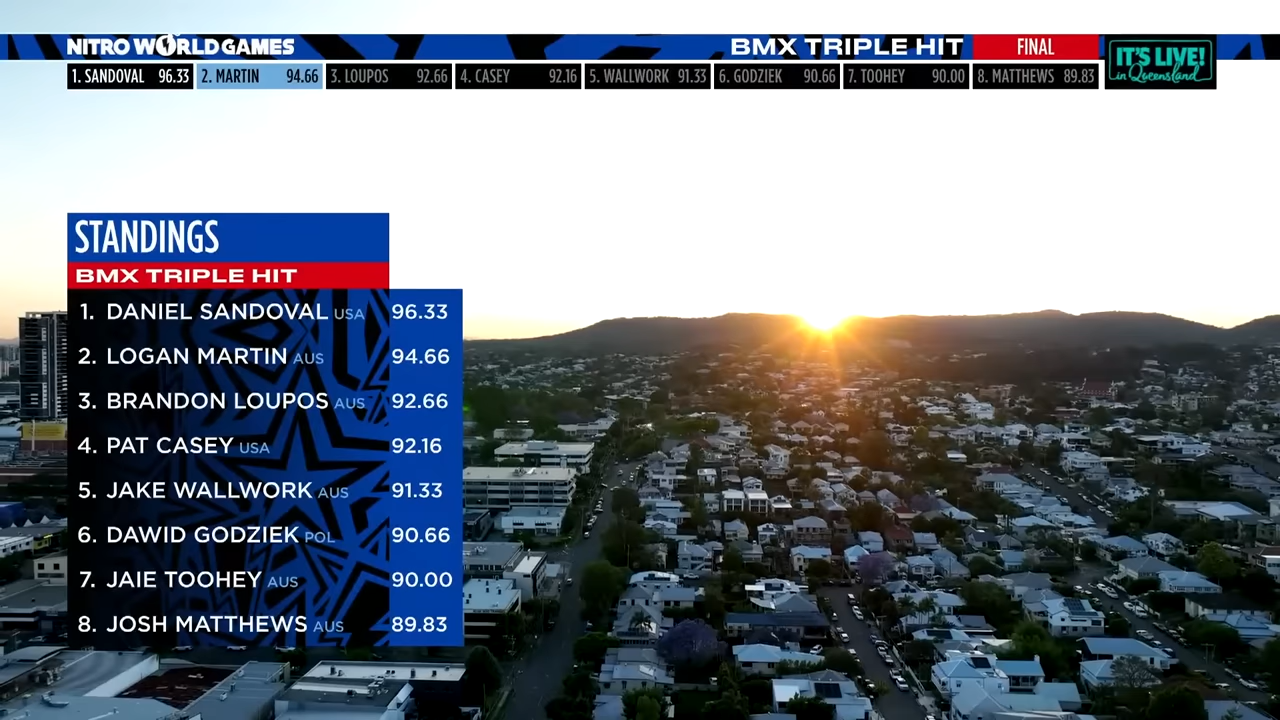 NITRO WORLD GAMES
BMX TRIPLE HIT
FINAL
IT'S LIVE!
in Queensland
1. SANDOVAL 96.33
2. MARTIN 94.66
3. LOUPOS 92.66
4. CASEY 92.16
5. WALLWORK 91.33
6. GODZIEK 90.66
7. TOOHEY 90.00
8. MATTHEWS 89.83
STANDINGS
BMX TRIPLE HIT
1. DANIEL SANDOVAL USA 96.33
2. LOGAN MARTIN AUS 94.66
3. BRANDON LOUPOS AUS 92.66
4. PAT CASEY USA 92.16
5. JAKE WALLWORK AUS 91.33
6. DAWID GODZIEK POL 90.66
7. JAIE TOOHEY AUS 90.00
8. JOSH MATTHEWS AUS 89.83